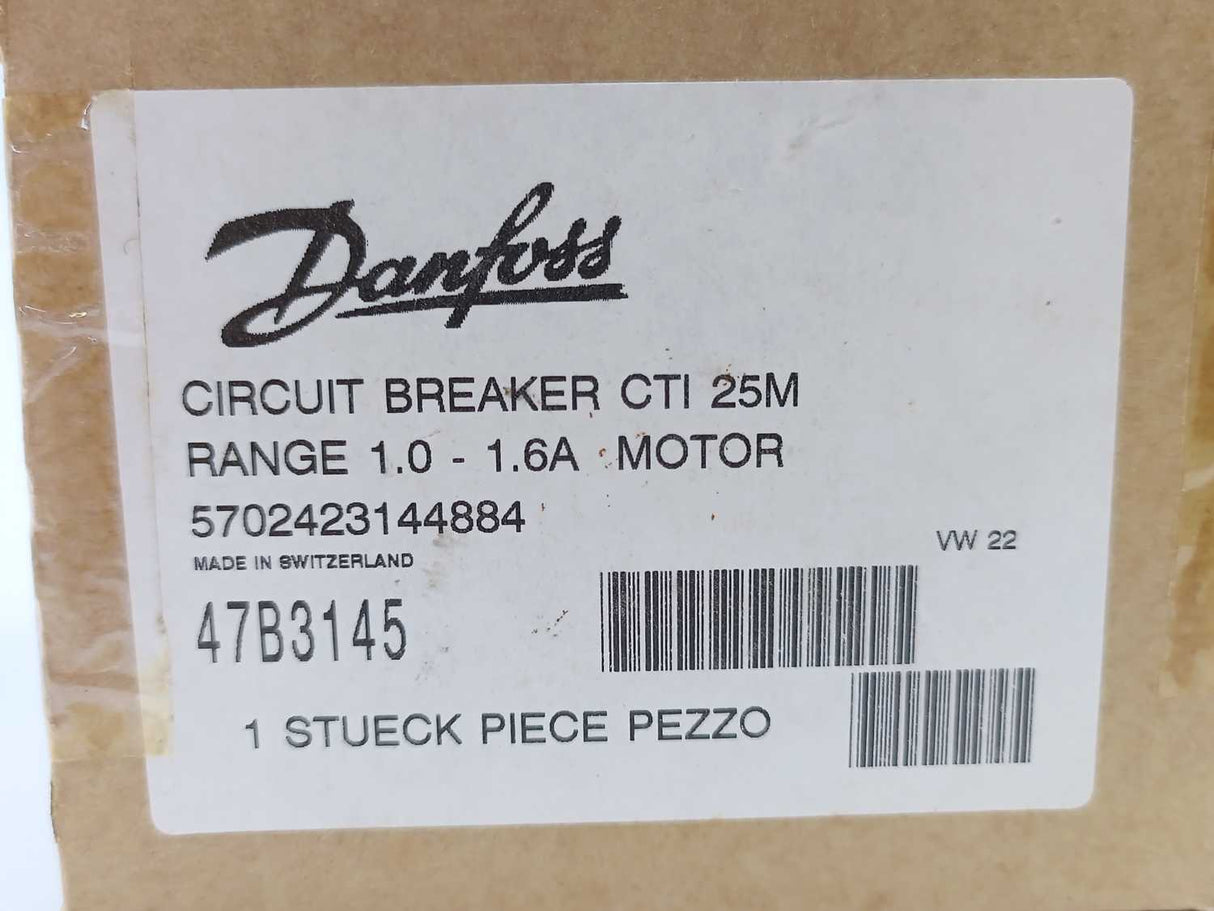 Danfoss
CIRCUIT BREAKER CTI 25M
RANGE 1.0 - 1.6A MOTOR
5702423144884
MADE IN SWITZERLAND
VW 22
47B3145
1 STUECK PIECE PEZZO